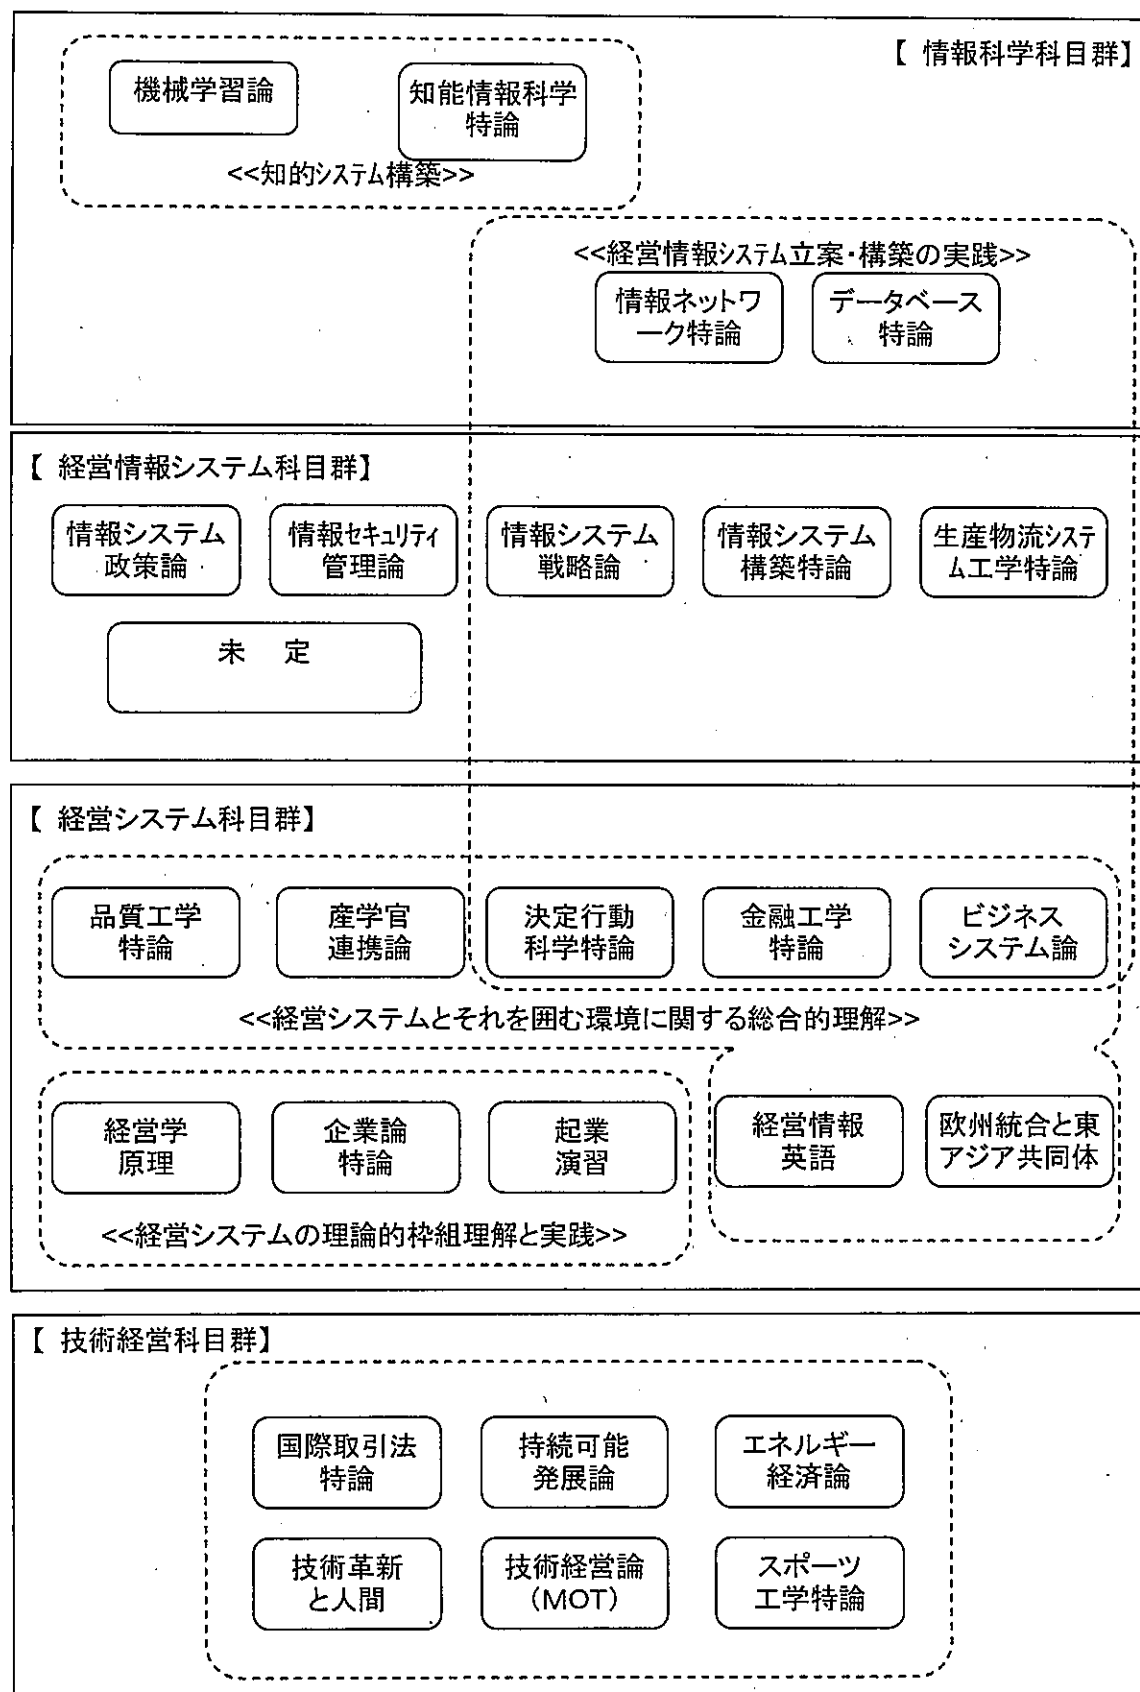 【 情報科学科目群】
機械学習論
知能情報科学
特論
<<知的システム構築>>
<<経営情報システム立案・構築の実践>>
情報ネットワ
ーク特論
データベース
特論
【 経営情報システム科目群】
情報システム
政策論
情報セキュリティ
管理論
情報システム
戦略論
情報システム
構築特論
生産物流システ
ム工学特論
未 定
【 経営システム科目群】
品質工学
特論
産学官
連携論
決定行動
科学特論
金融工学
特論
ビジネス
システム論
<<経営システムとそれを囲む環境に関する総合的理解>>
経営学
原理
企業論
特論
起業
演習
経営情報
英語
欧州統合と東
アジア共同体
<<経営システムの理論的枠組理解と実践>>
【 技術経営科目群】
国際取引法
特論
持続可能
発展論
エネルギー
経済論
技術革新
と人間
技術経営論
(MOT)
スポーツ
工学特論